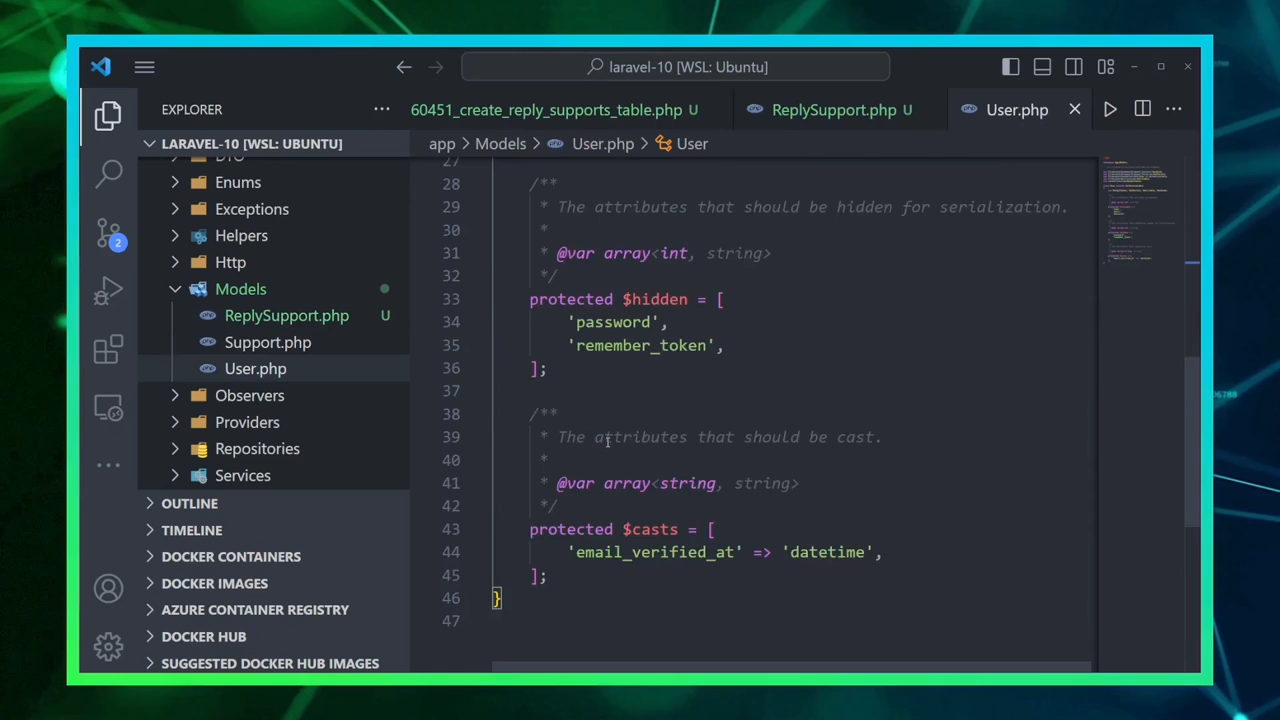 laravel-10 [WSL: Ubuntu]
EXPLORER
60451_create_reply_supports_table.php U
ReplySupport.php U
User.php
LARAVEL-10 [WSL: UBUNTU]
app > Models > User.php > User
DTO
Enums
Exceptions
Helpers
Http
Models
ReplySupport.php U
Support.php
User.php
Observers
Providers
Repositories
Services
OUTLINE
TIMELINE
DOCKER CONTAINERS
DOCKER IMAGES
AZURE CONTAINER REGISTRY
DOCKER HUB
SUGGESTED DOCKER HUB IMAGES
2
27
28 /**
29 * The attributes that should be hidden for serialization.
30 *
31 * @var array<int, string>
32 */
33 protected $hidden = [
34 'password',
35 'remember_token',
36 ];
37
38 /**
39 * The attributes that should be cast.
40 *
41 * @var array<string, string>
42 */
43 protected $casts = [
44 'email_verified_at' => 'datetime',
45 ];
46 }
47